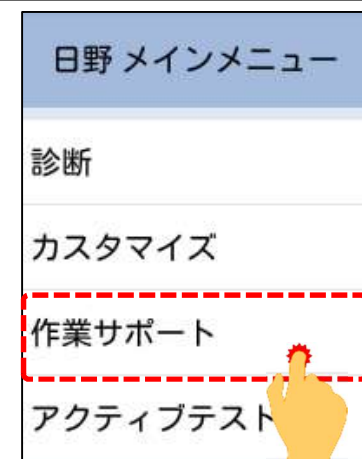 日野 メインメニュー
診断
カスタマイズ
作業サポート
アクティブテスト